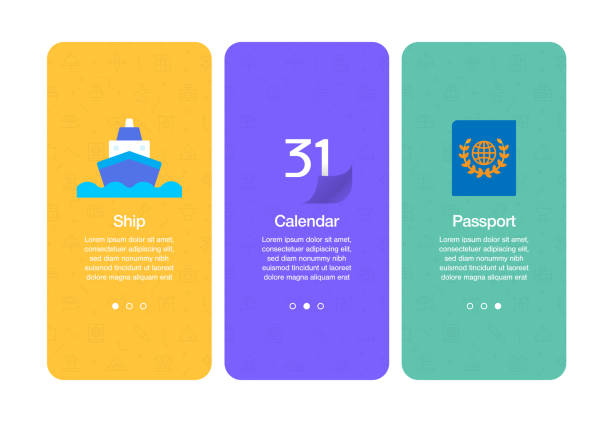 Ship
Lorem ipsum dolor sit amet,
consectetuer adipiscing elit,
sed diam nonummy nibh
euismod tincidunt ut laoreet
dolore magna aliquam erat
31
Calendar
Lorem ipsum dolor sit amet,
consectetuer adipiscing elit,
sed diam nonummy nibh
euismod tincidunt ut laoreet
dolore magna aliquam erat
Passport
Lorem ipsum dolor sit amet,
consectetuer adipiscing elit,
sed diam nonummy nibh
euismod tincidunt ut laoreet
dolore magna aliquam erat